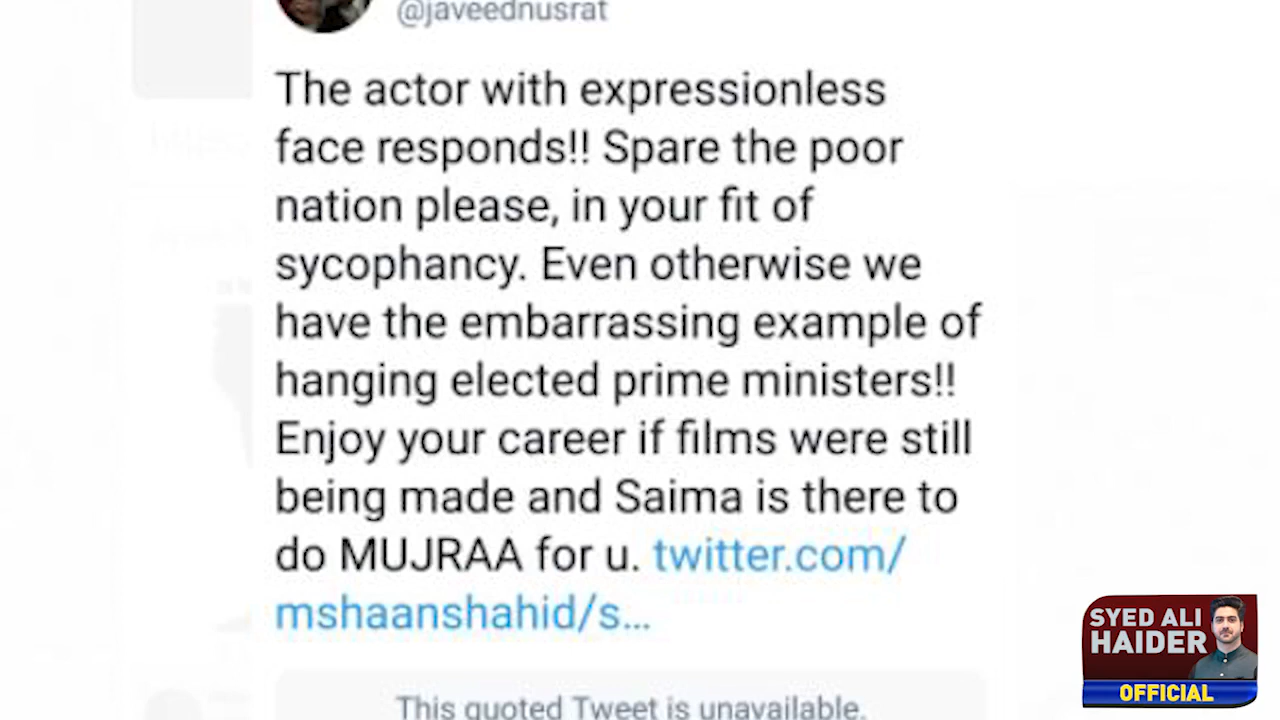 @javeednusrat
The actor with expressionless
face responds!! Spare the poor
nation please, in your fit of
sycophancy. Even otherwise we
have the embarrassing example of
hanging elected prime ministers!!
Enjoy your career if films were still
being made and Saima is there to
do MUJRAA for u. twitter.com/
mshaanshahid/s...
This quoted Tweet is unavailable.
SYED ALI
HAIDER
OFFICIAL